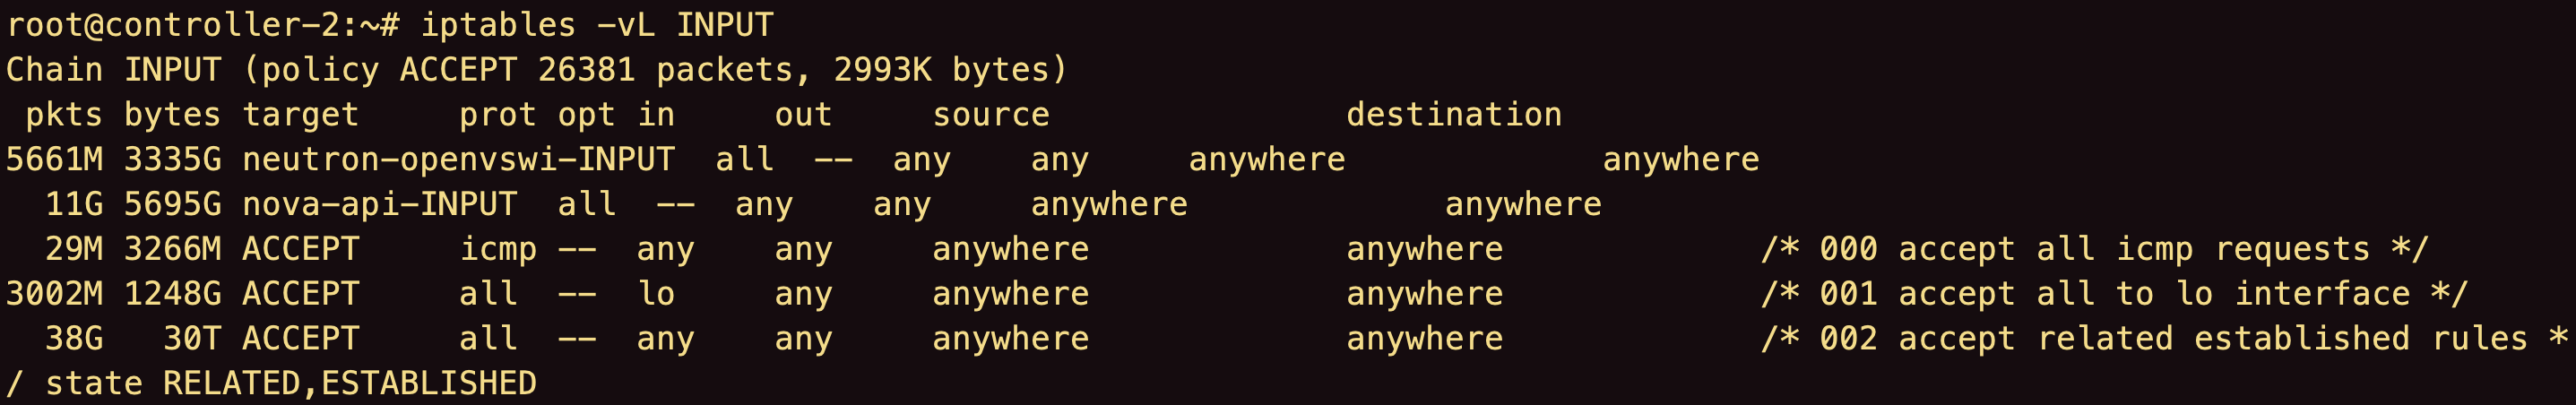 root@controller-2:~# iptables -vL INPUT
Chain INPUT (policy ACCEPT 26381 packets, 2993K bytes)
 pkts bytes target     prot opt in     out     source               destination
5661M 3335G neutron-openvswi-INPUT  all  --  any    any     anywhere             anywhere
  11G 5695G nova-api-INPUT  all  --  any    any     anywhere             anywhere
  29M 3266M ACCEPT     icmp --  any    any     anywhere             anywhere             /* 000 accept all icmp requests */
3002M 1248G ACCEPT     all  --  lo     any     anywhere             anywhere             /* 001 accept all to lo interface */
  38G   30T ACCEPT     all  --  any    any     anywhere             anywhere             /* 002 accept related established rules *
/ state RELATED,ESTABLISHED